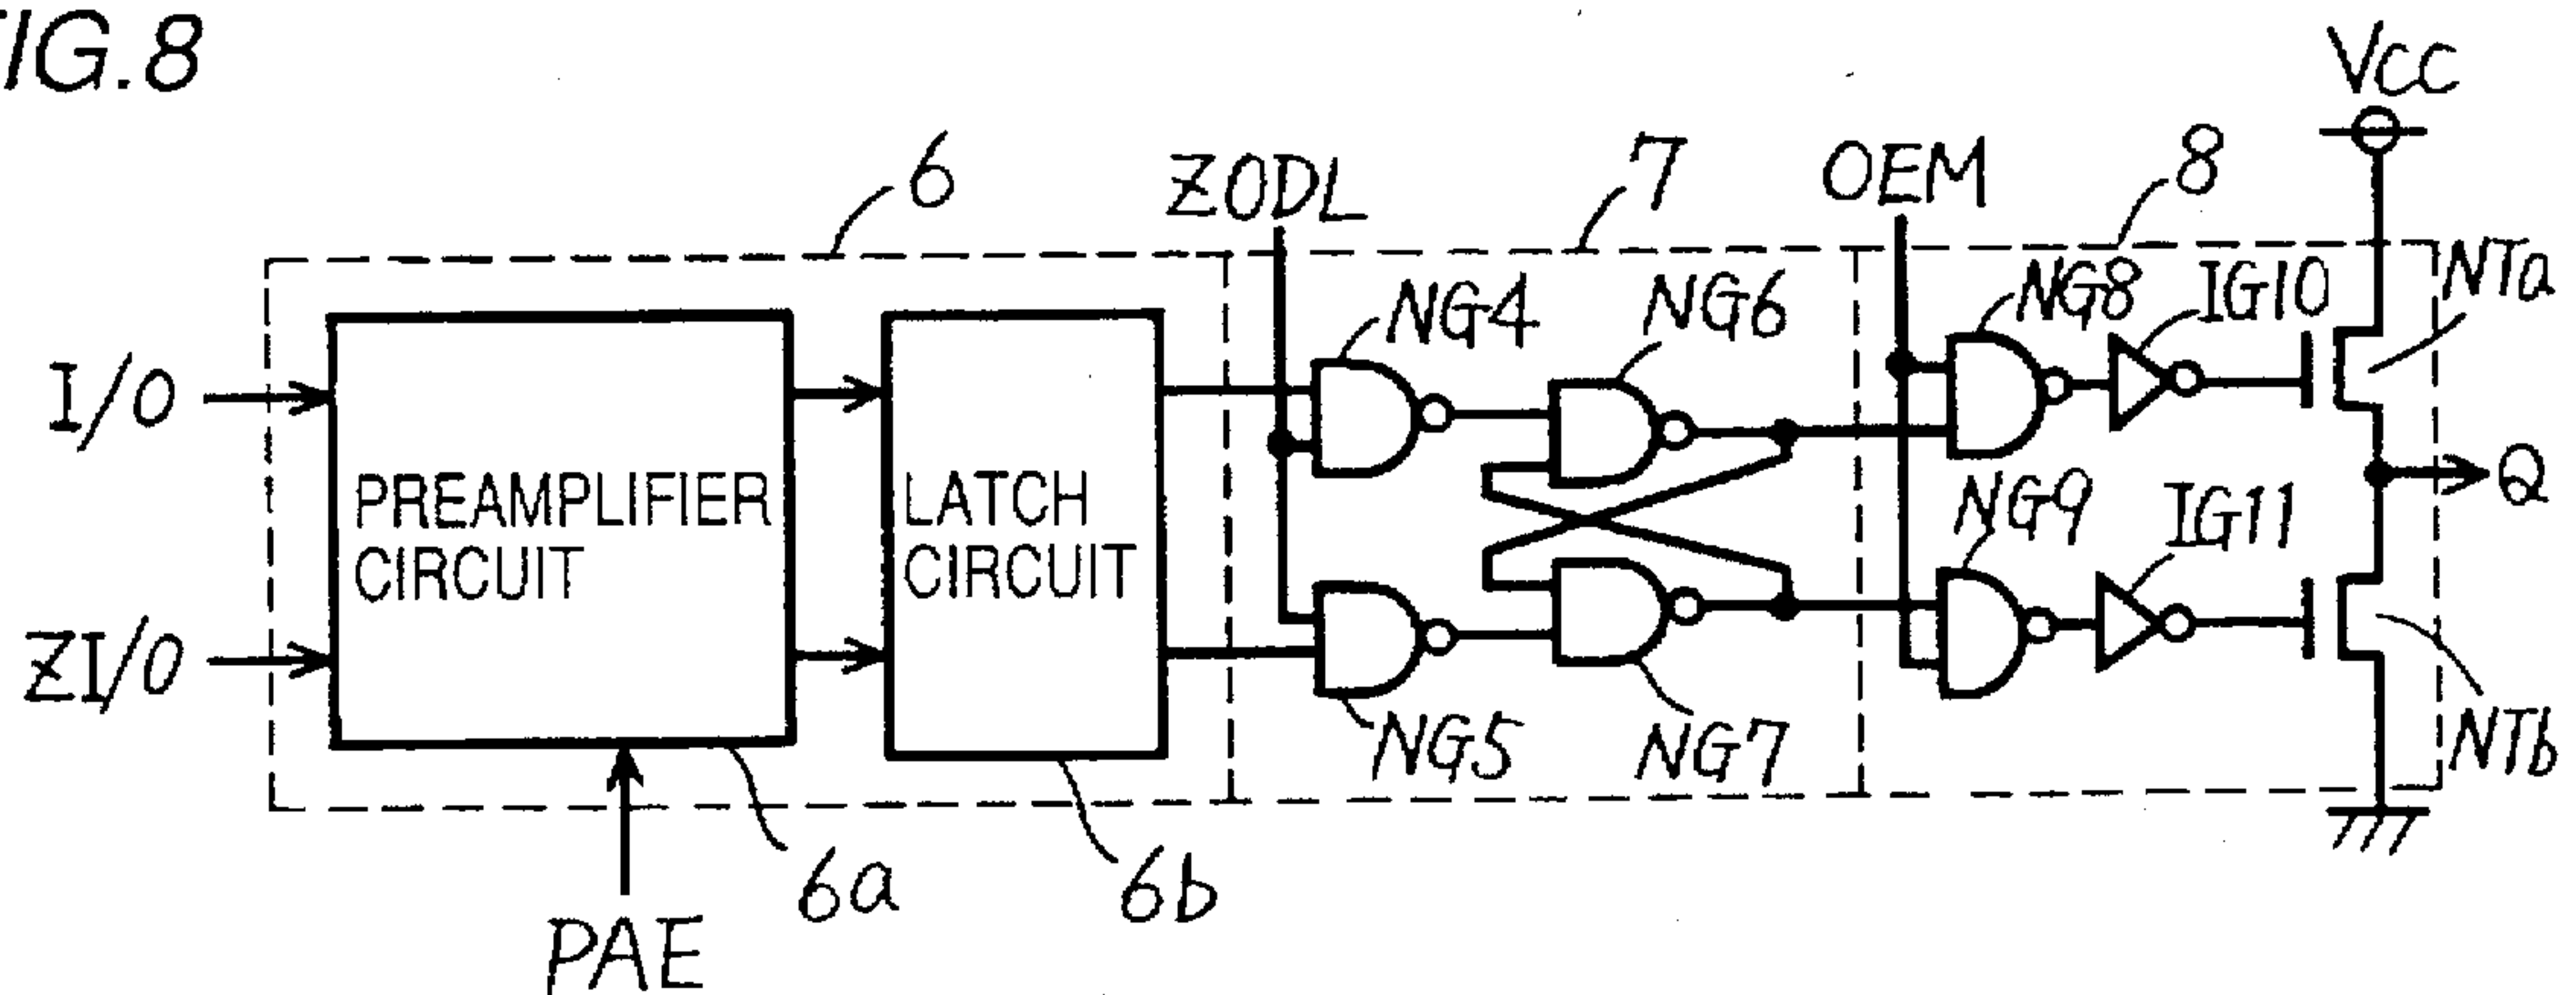 FIG.8
VCC
6
ZODL
7
OEM
8
NG4
NG6
NG8
IG10
NTa
I/O
PREAMPLIFIER
CIRCUIT
LATCH
CIRCUIT
Q
NG9
IG11
ZI/O
NG5
NG7
NTb
6a
6b
PAE